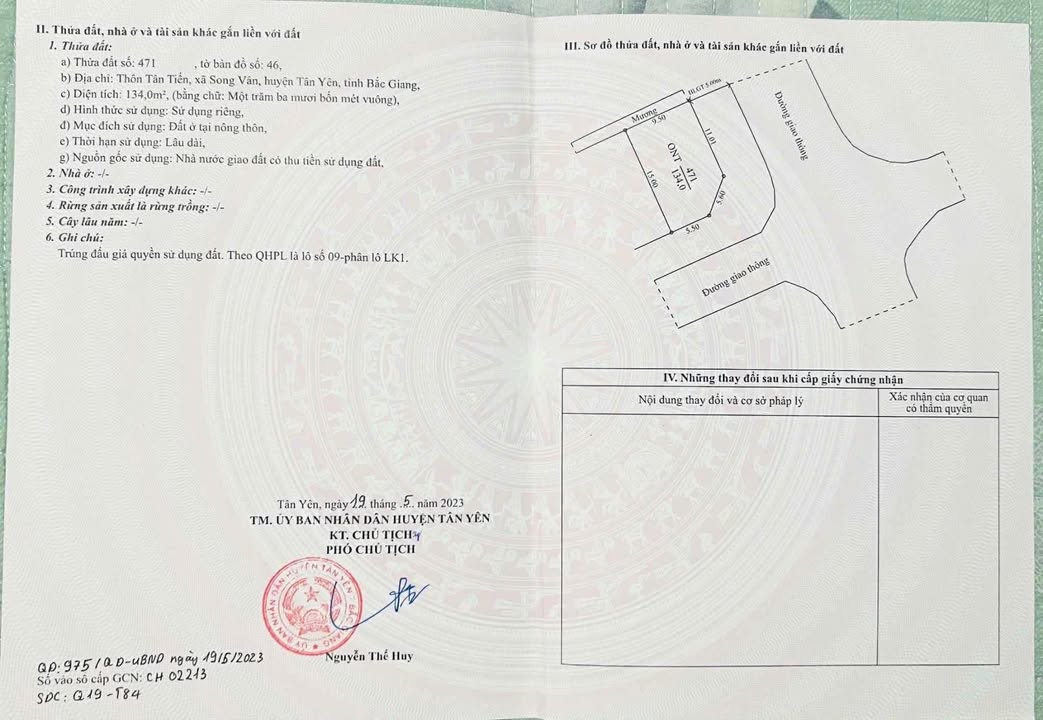 II. Thửa đất, nhà ở và tài sản khác gắn liền với đất
1. Thửa đất:
a) Thửa đất số: 471 , tờ bản đồ số: 46,
b) Địa chỉ: Thôn Tân Tiến, xã Song Vân, huyện Tân Yên, tỉnh Bắc Giang,
c) Diện tích: 134,0m², (bằng chữ: Một trăm ba mươi bốn mét vuông),
d) Hình thức sử dụng: Sử dụng riêng,
đ) Mục đích sử dụng: Đất ở tại nông thôn,
e) Thời hạn sử dụng: Lâu dài,
g) Nguồn gốc sử dụng: Nhà nước giao đất có thu tiền sử dụng đất.
2. Nhà ở: -/-
3. Công trình xây dựng khác: -/-
4. Rừng sản xuất là rừng trồng: -/-
5. Cây lâu năm: -/-
6. Ghi chú:
Trúng đấu giá quyền sử dụng đất. Theo QHPL là lô số 09-phân lô LK1.
Tân Yên, ngày 19 tháng .5.. năm 2023
TM. ỦY BAN NHÂN DÂN HUYỆN TÂN YÊN
KT. CHỦ TỊCH
PHÓ CHỦ TỊCH
ỦY BAN NHÂN DÂN HUYỆN TÂN YÊN - BẮC GIANG
Nguyễn Thế Huy
QĐ: 975/QĐ-UBND ngày 19/5/2023
Số vào sổ cấp GCN: CH 02213
SDC: Q19-T84
III. Sơ đồ thửa đất, nhà ở và tài sản khác gắn liền với đất
HLGT 5.00m
Mương
9.50
11.01
Đường giao thông
ONT 471
134.0
15.00
5.60
5.50
Đường giao thông
IV. Những thay đổi sau khi cấp giấy chứng nhận
Nội dung thay đổi và cơ sở pháp lý
Xác nhận của cơ quan
có thẩm quyền